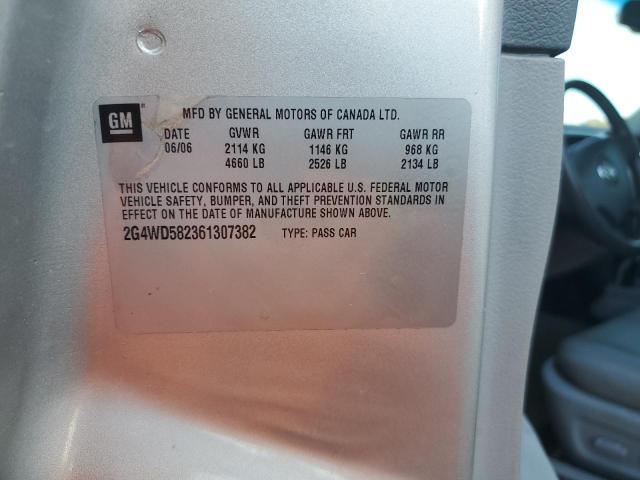 GM
MFD BY GENERAL MOTORS OF CANADA LTD.
DATE GVWR GAWR FRT GAWR RR
06/06 2114 KG 1146 KG 968 KG
4660 LB 2526 LB 2134 LB
THIS VEHICLE CONFORMS TO ALL APPLICABLE U.S. FEDERAL MOTOR
VEHICLE SAFETY, BUMPER, AND THEFT PREVENTION STANDARDS IN
EFFECT ON THE DATE OF MANUFACTURE SHOWN ABOVE.
2G4WD582361307382 TYPE: PASS CAR